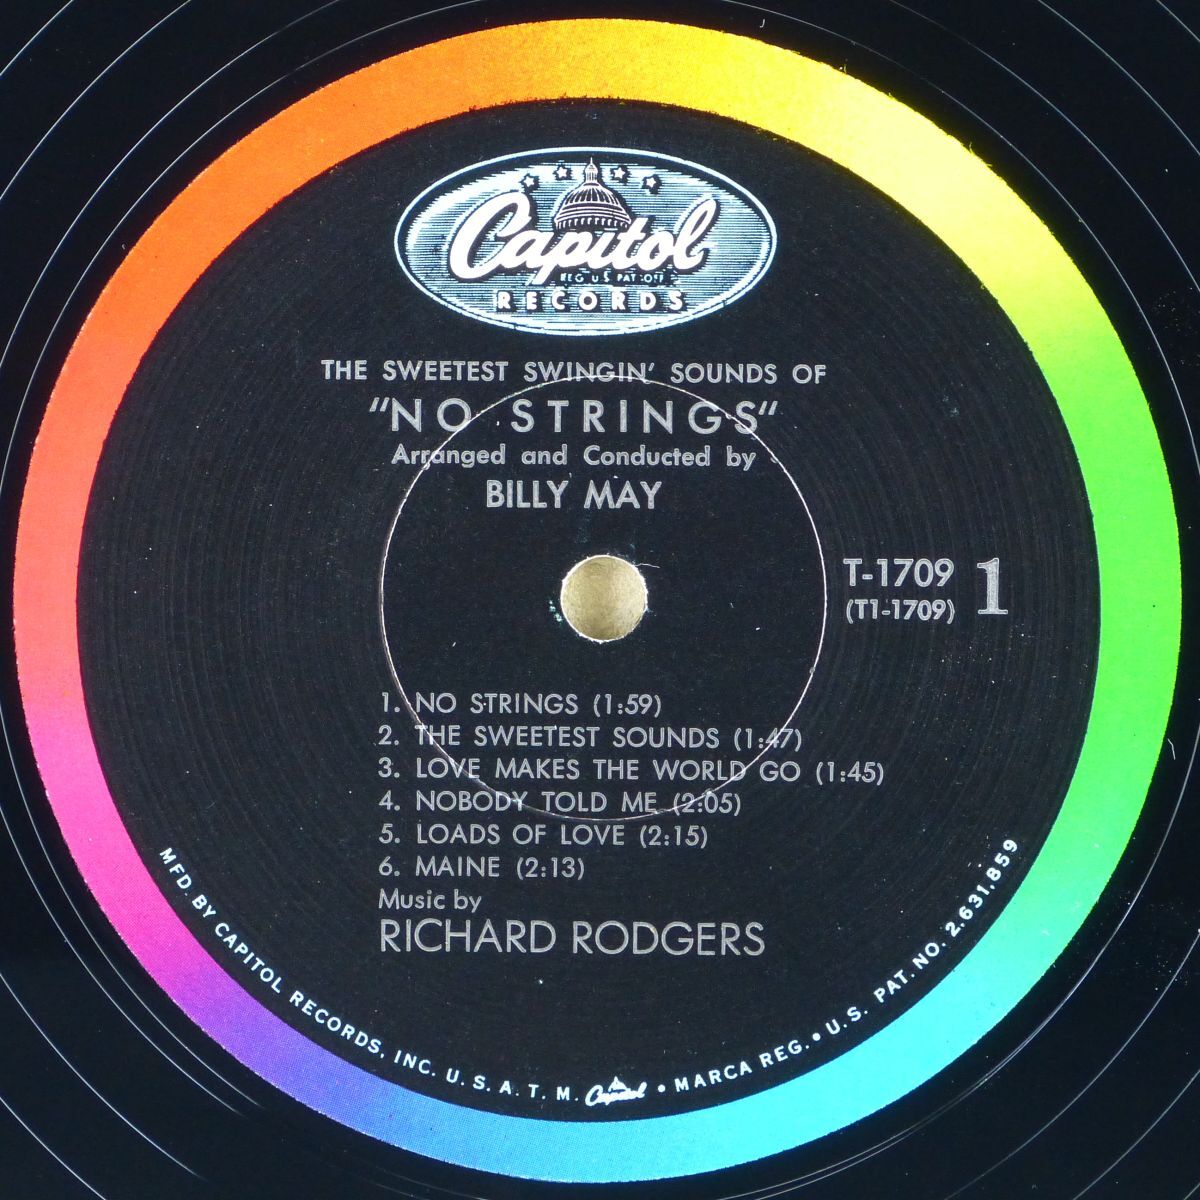 Capitol
REG. U.S. PAT. OFF.
RECORDS
THE SWEETEST SWINGIN' SOUNDS OF
"NO STRINGS"
Arranged and Conducted by
BILLY MAY
T-1709
(T1-1709)
1
1. NO STRINGS (1:59)
2. THE SWEETEST SOUNDS (1:47)
3. LOVE MAKES THE WORLD GO (1:45)
4. NOBODY TOLD ME (2:05)
5. LOADS OF LOVE (2:15)
6. MAINE (2:13)
Music by
RICHARD RODGERS
MFD. BY CAPITOL RECORDS, INC. U. S. A. T. M. Capitol • MARCA REG. • U.S. PAT. NO. 2,631,859